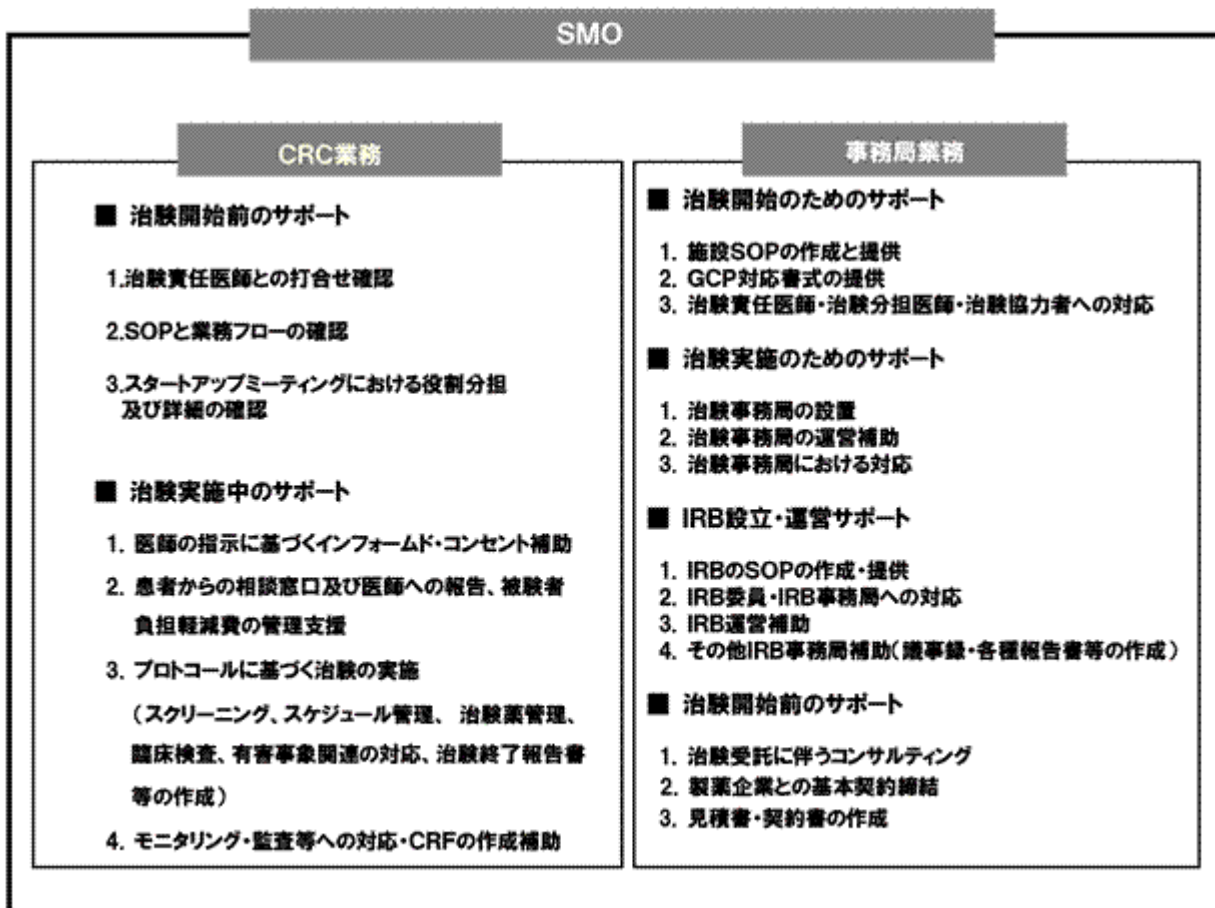 SMO
CRC業務
■ 治験開始前のサポート
1.治験責任医師との打合せ確認
2.SOPと業務フローの確認
3.スタートアップミーティングにおける役割分担
及び詳細の確認
■ 治験実施中のサポート
1. 医師の指示に基づくインフォームド・コンセント補助
2. 患者からの相談窓口及び医師への報告、被験者
負担軽減費の管理支援
3. プロトコールに基づく治験の実施
(スクリーニング、スケジュール管理、 治験薬管理、
臨床検査、有害事象関連の対応、治験終了報告書
等の作成)
4. モニタリング・監査等への対応・CRFの作成補助
事務局業務
■ 治験開始のためのサポート
1. 施設SOPの作成と提供
2. GCP対応書式の提供
3. 治験責任医師・治験分担医師・治験協力者への対応
■ 治験実施のためのサポート
1. 治験事務局の設置
2. 治験事務局の運営補助
3. 治験事務局における対応
■ IRB設立・運営サポート
1. IRBのSOPの作成・提供
2. IRB委員・IRB事務局への対応
3. IRB運営補助
4. その他IRB事務局補助(議事録・各種報告書等の作成)
■ 治験開始前のサポート
1. 治験受託に伴うコンサルティング
2. 製薬企業との基本契約締結
3. 見積書・契約書の作成